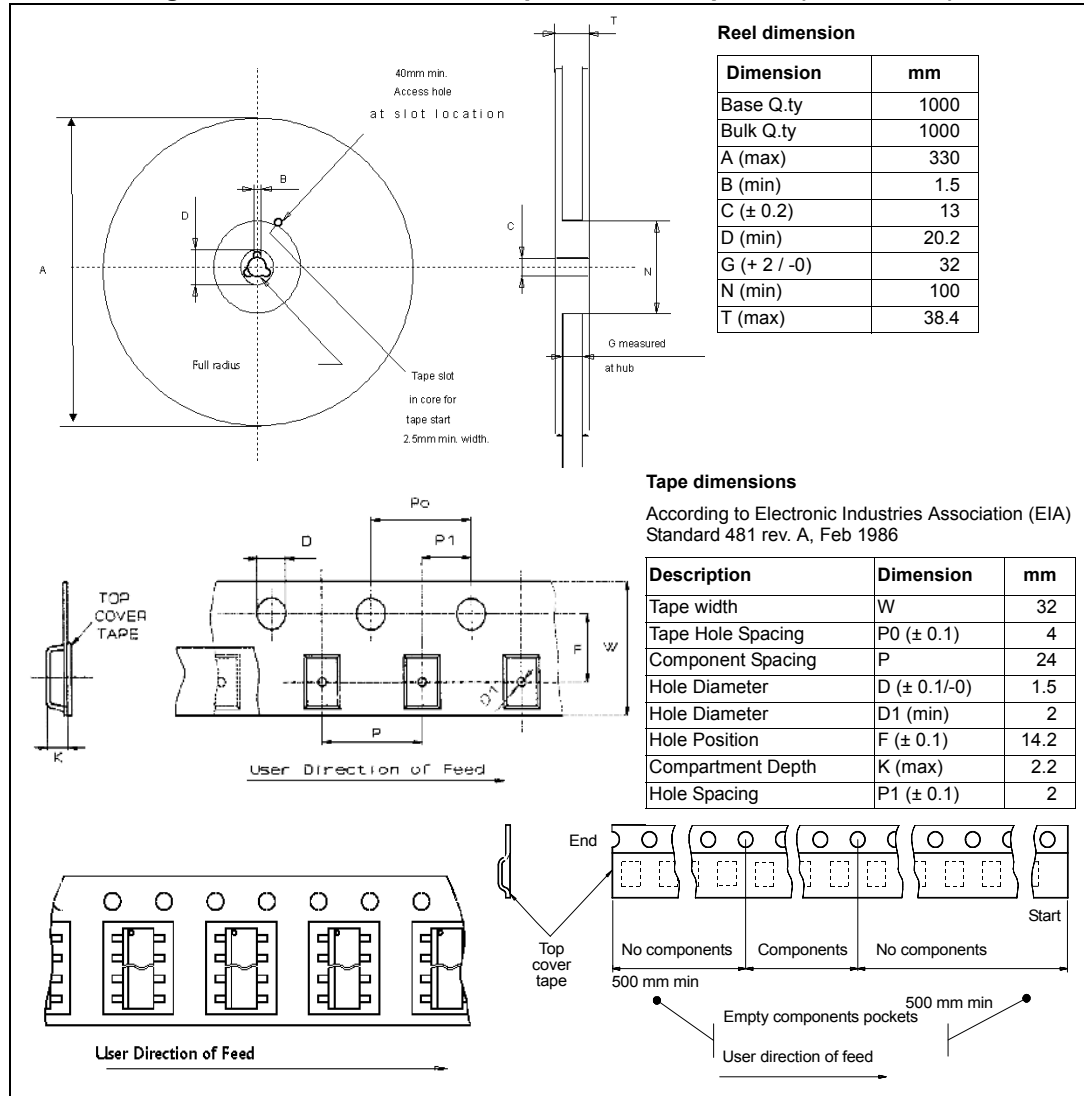 T
40mm min.
Access hole
at slot location
B
D
C
A
N
Full radius
G measured
at hub
Tape slot
in core for
tape start
2.5mm min. width.
Reel dimension
Dimension mm
Base Q.ty 1000
Bulk Q.ty 1000
A (max) 330
B (min) 1.5
C (± 0.2) 13
D (min) 20.2
G (+ 2 / -0) 32
N (min) 100
T (max) 38.4
Tape dimensions
According to Electronic Industries Association (EIA)
Standard 481 rev. A, Feb 1986
Description Dimension mm
Tape width W 32
Tape Hole Spacing P0 (± 0.1) 4
Component Spacing P 24
Hole Diameter D (± 0.1/-0) 1.5
Hole Diameter D1 (min) 2
Hole Position F (± 0.1) 14.2
Compartment Depth K (max) 2.2
Hole Spacing P1 (± 0.1) 2
Po
D
P1
TOP
COVER
TAPE
F
W
D1
P
K
User Direction of Feed
End
Start
Top
cover
tape
No components Components No components
500 mm min
500 mm min
Empty components pockets
User direction of feed
User Direction of Feed